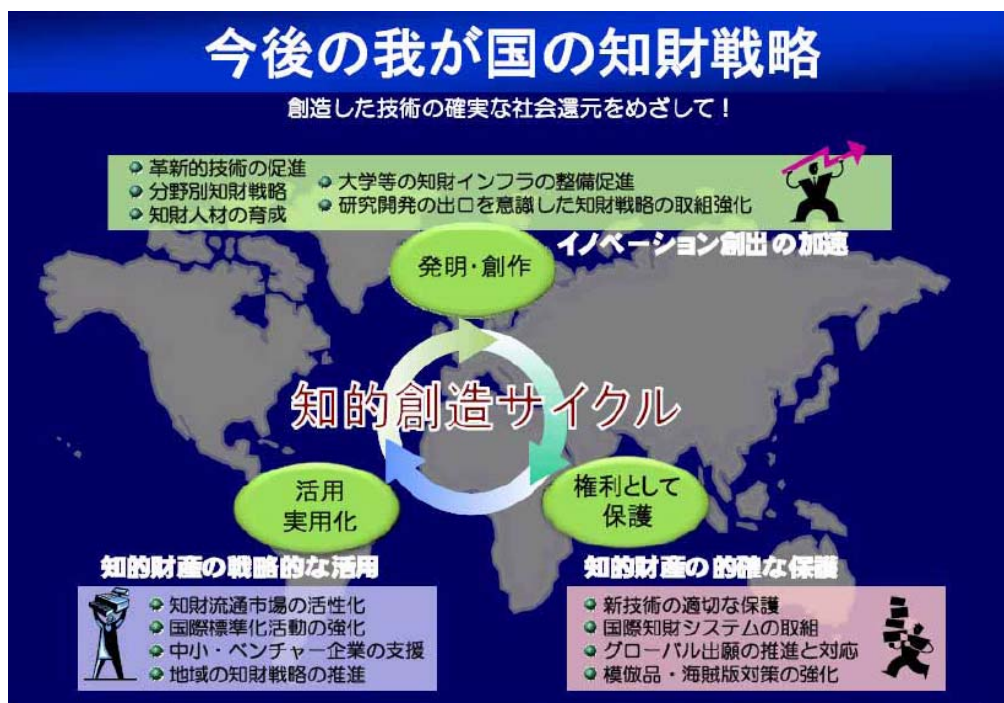 今後の我が国の知財戦略
創造した技術の確実な社会還元をめざして！
革新的技術の促進
分野別知財戦略
知財人材の育成
大学等の知財インフラの整備促進
研究開発の出口を意識した知財戦略の取組強化
イノベーション創出の加速
発明・創作
知的創造サイクル
活用
実用化
権利として
保護
知的財産の戦略的な活用
知財流通市場の活性化
国際標準化活動の強化
中小・ベンチャー企業の支援
地域の知財戦略の推進
知的財産の的確な保護
新技術の適切な保護
国際知財システムの取組
グローバル出願の推進と対応
模倣品・海賊版対策の強化